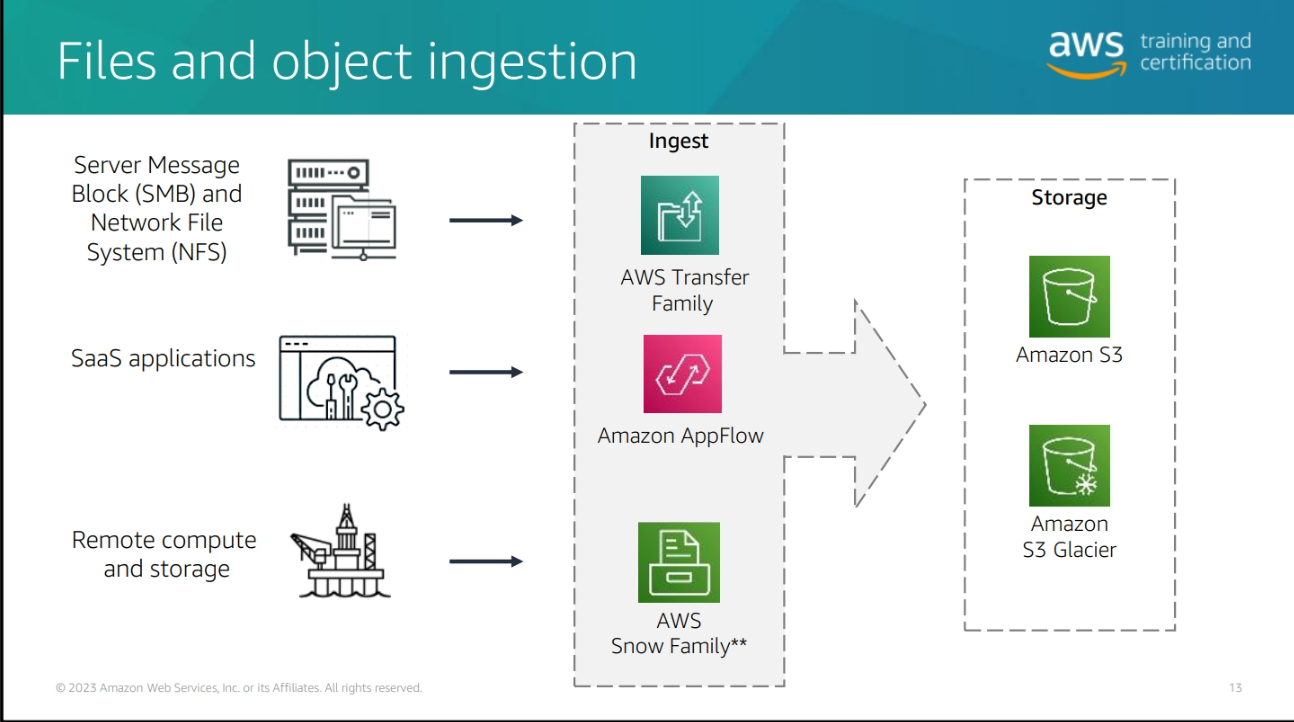 Files and object ingestion
aws training and
certification
Server Message
Block (SMB) and
Network File
System (NFS)
SaaS applications
Remote compute
and storage
Ingest
AWS Transfer
Family
Amazon AppFlow
AWS
Snow Family**
Storage
Amazon S3
Amazon
S3 Glacier
© 2023 Amazon Web Services, Inc. or its Affiliates. All rights reserved.
13